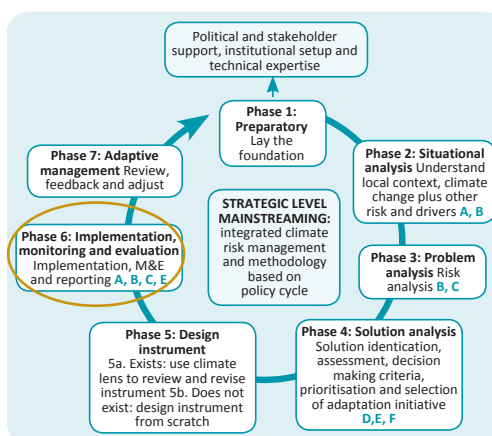 Political and stakeholder
support, institutional setup and
technical expertise
Phase 1:
Preparatory
Lay the
foundation
Phase 2: Situational
analysis Understand
local context, climate
change plus other
risk and drivers A, B
Phase 3: Problem
analysis Risk
analysis B, C
Phase 4: Solution analysis
Solution identication,
assessment, decision
making criteria,
prioritisation and selection
of adaptation initiative
D,E, F
Phase 5: Design
instrument
5a. Exists: use climate
lens to review and revise
instrument 5b. Does not
exist: design instrument
from scratch
Phase 6: Implementation,
monitoring and evaluation
Implementation, M&E
and reporting A, B, C, E
Phase 7: Adaptive
management Review,
feedback and adjust
STRATEGIC LEVEL
MAINSTREAMING:
integrated climate
risk management
and methodology
based on
policy cycle